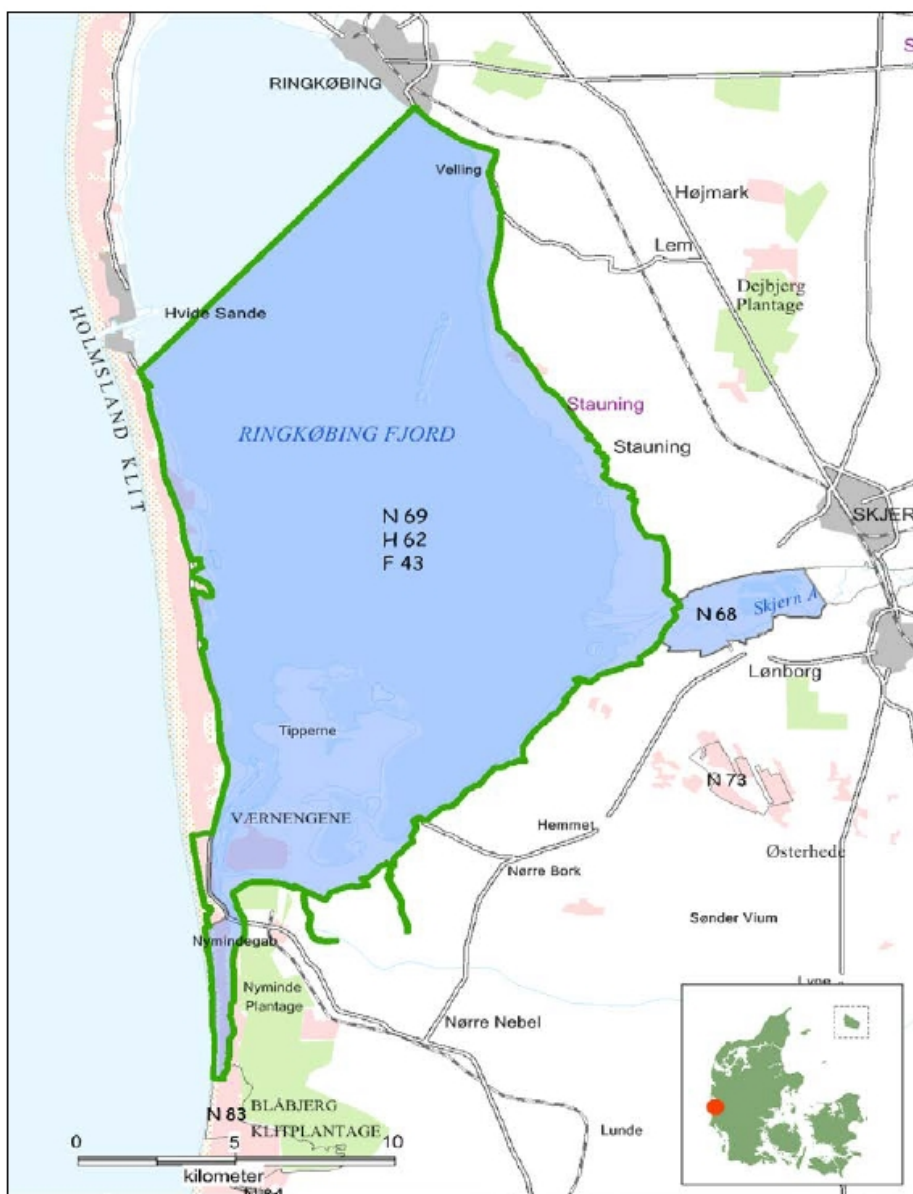 S
RINGKØBING
Velling
Højmark
Lem
Dejbjerg
Plantage
Hvide Sande
HOLMSLAND KLIT
Stauning
Stauning
RINGKØBING FJORD
N 69
H 62
F 43
SKJER
N 68
Skjern Å
Lønborg
Tipperne
N 73
VÆRNENGENE
Hemmet
Østerhede
Nørre Bork
Sønder Vium
Nymindegab
Lyne
Nyminde
Plantage
Nørre Nebel
N 83
BLÅBJERG
KLITPLANTAGE
Lunde
0 5 10
kilometer